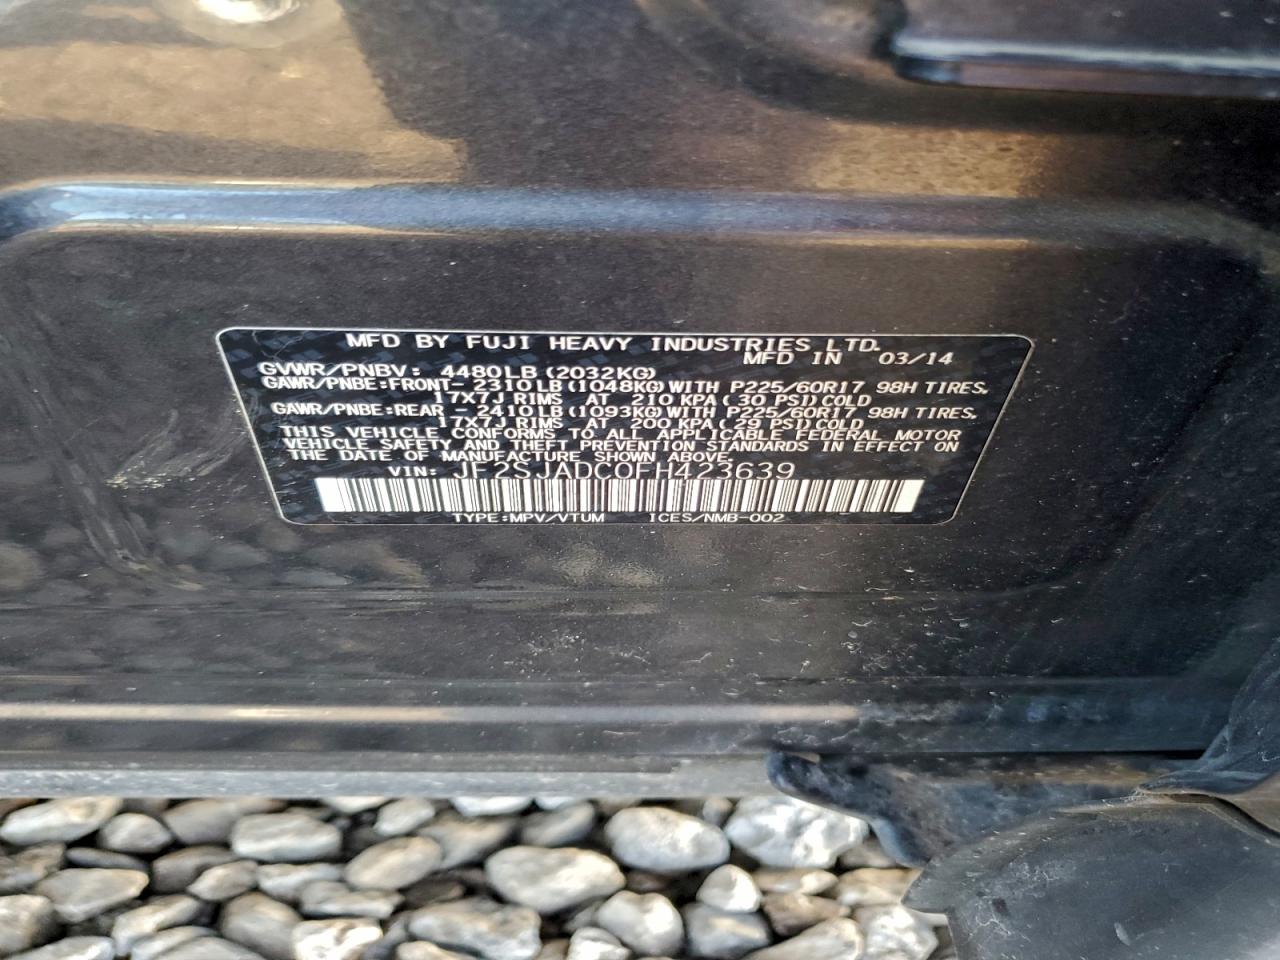 MFD BY FUJI HEAVY INDUSTRIES LTD.
MFD IN 03/14
GVWR/PNBV: 4480LB(2032KG)
GAWR/PNBE:FRONT- 2310LB(1048KG)WITH P225/60R17 98H TIRES,
17X7J RIMS AT 210 KPA(30 PSI)COLD
GAWR/PNBE:REAR - 2410LB(1093KG)WITH P225/60R17 98H TIRES,
17X7J RIMS AT 200 KPA(29 PSI)COLD
THIS VEHICLE CONFORMS TO ALL APPLICABLE FEDERAL MOTOR
VEHICLE SAFETY AND THEFT PREVENTION STANDARDS IN EFFECT ON
THE DATE OF MANUFACTURE SHOWN ABOVE.
VIN: JF2SJADC0FH423639
TYPE:MPV/VTUM ICES/NMB-002